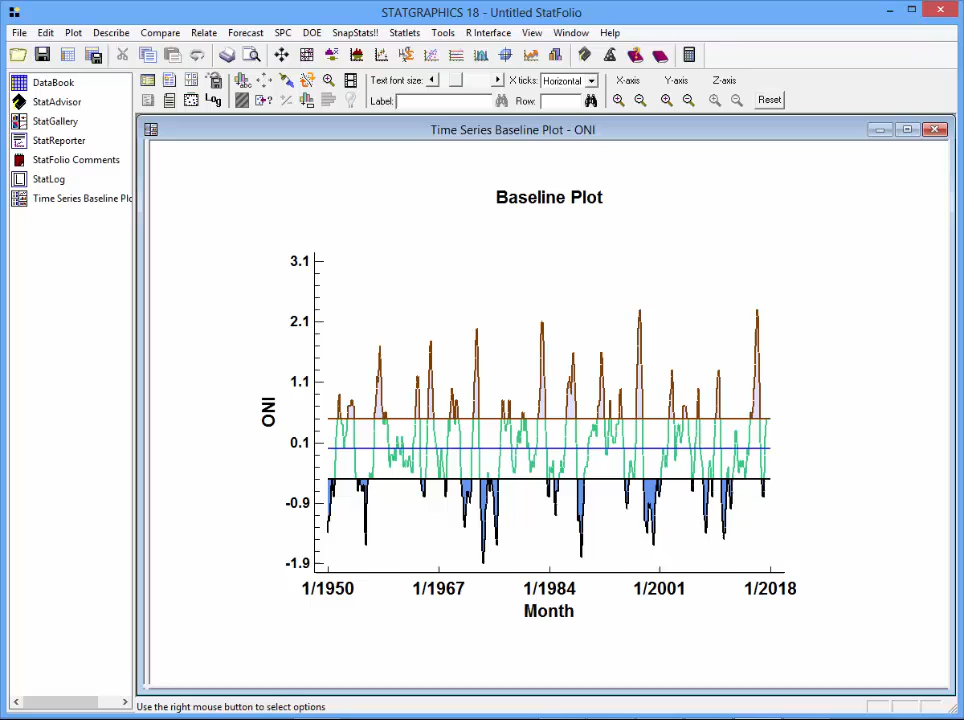 STATGRAPHICS 18 - Untitled StatFolio
File Edit Plot Describe Compare Relate Forecast SPC DOE SnapStats!! Statlets Tools R Interface View Window Help
Text font size: X ticks: Horizontal X-axis Y-axis Z-axis
Log Label: Row: Reset
DataBook
StatAdvisor
StatGallery
StatReporter
StatFolio Comments
StatLog
Time Series Baseline Plo
Time Series Baseline Plot - ONI
Baseline Plot
3.1
2.1
1.1
0.1
-0.9
-1.9
ONI
1/1950 1/1967 1/1984 1/2001 1/2018
Month
Use the right mouse button to select options